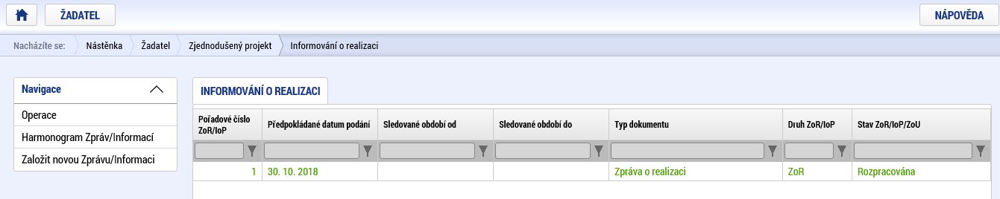 ŽADATEL
NÁPOVĚDA
Nacházíte se: Nástěnka Žadatel Zjednodušený projekt Informování o realizaci
Navigace
Operace
Harmonogram Zpráv/Informací
Založit novou Zprávu/Informaci
INFORMOVÁNÍ O REALIZACI
Pořadové číslo
ZoR/IoP
Předpokládané datum podání
Sledované období od
Sledované období do
Typ dokumentu
Druh ZoR/IoP
Stav ZoR/IoP/ZoU
1 30. 10. 2018 Zpráva o realizaci ZoR Rozpracována